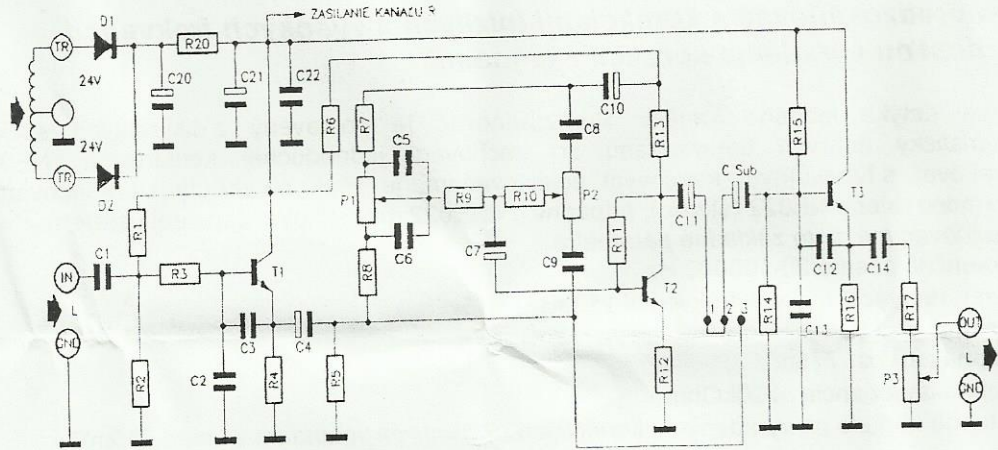 ZASILANIE KANAŁU R
D1
TR
R20
24V
C20
C21
C22
24V
TR
D2
R6
R7
C5
P1
C6
R8
R9
R10
C7
C8
C10
P2
C9
R13
R11
C11
C Sub
R15
T3
T2
R1
IN
C1
R3
T1
L
GND
R2
C2
C3
R4
C4
R5
R12
1
2
3
R14
C13
C12
R16
C14
R17
P3
OUT
L
GND